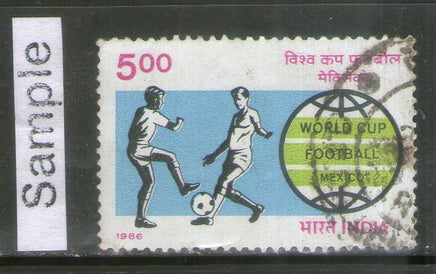 Sample
5.00
विश्व कप फुटबॉल
मेक्सिको
WORLD CUP
FOOTBALL
MEXICO
1986
भारत INDIA